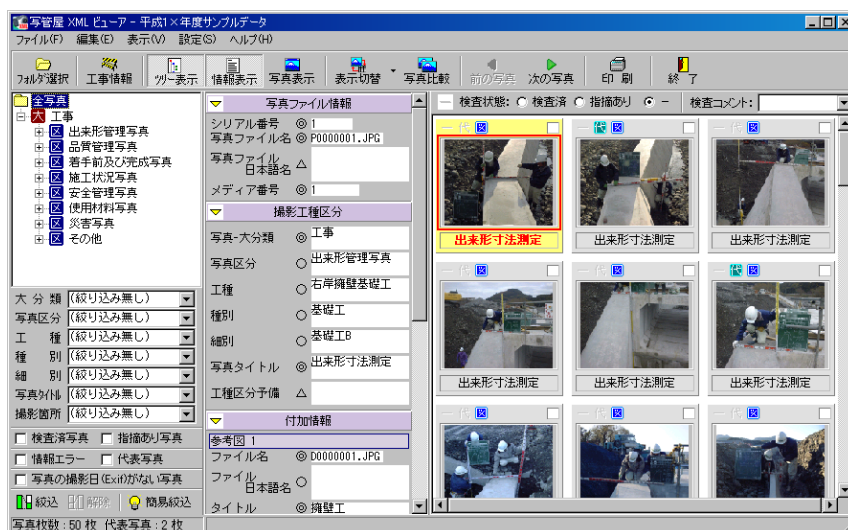 写管屋 XML ビューア - 平成1×年度サンプルデータ
ファイル(F) 編集(E) 表示(V) 設定(S) ヘルプ(H)
フォルダ選択 工事情報 ツリー表示 情報表示 写真表示 表示切替 写真比較 前の写真 次の写真 印刷 終了
全写真
大 工事
区 出来形管理写真
区 品質管理写真
区 着手前及び完成写真
区 施工状況写真
区 安全管理写真
区 使用材料写真
区 災害写真
区 その他
大分類 (絞り込み無し)
写真区分 (絞り込み無し)
工種 (絞り込み無し)
種別 (絞り込み無し)
細別 (絞り込み無し)
写真タイトル (絞り込み無し)
撮影箇所 (絞り込み無し)
検査済写真 指摘あり写真
情報エラー 代表写真
写真の撮影日(Exif)がない写真
絞込 解除 簡易絞込
写真枚数 : 50 枚 代表写真 : 2 枚
写真ファイル情報
シリアル番号 ◎ 1
写真ファイル名 ◎ P0000001.JPG
写真ファイル日本語名 △
メディア番号 ◎ 1
撮影工種区分
写真-大分類 ◎ 工事
写真区分 ○ 出来形管理写真
工種 ○ 右岸擁壁基礎工
種別 ○ 基礎工
細別 ○ 基礎工B
写真タイトル ○ 出来形寸法測定
工種区分予備 △
付加情報
参考図 1
ファイル名 ◎ D0000001.JPG
ファイル日本語名 ○
タイトル ◎ 擁壁工
検査状態: 検査済 指摘あり - 検査コメント:
代 区 代 区 代 区
出来形寸法測定 出来形寸法測定 出来形寸法測定
代 区 代 区 代 区
出来形寸法測定 出来形寸法測定 出来形寸法測定
代 区 代 区 代 区